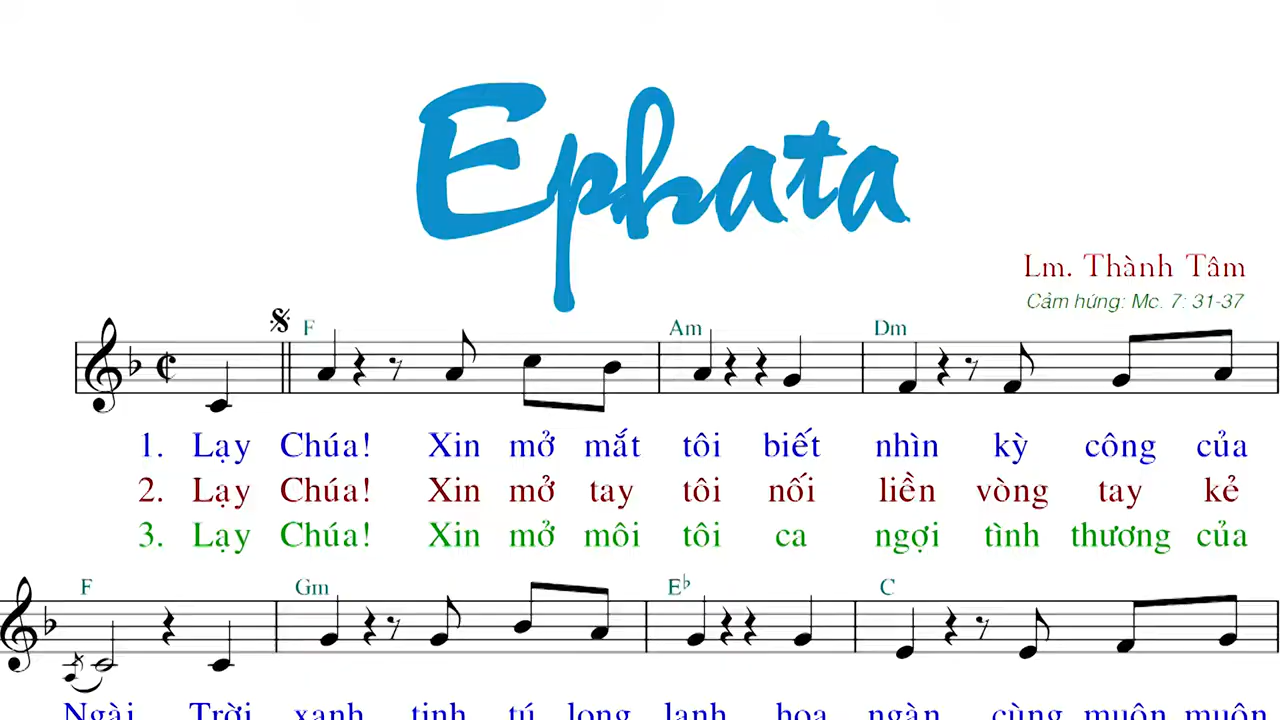 Ephata
Lm. Thành Tâm
Cảm hứng: Mc. 7: 31-37
F Am Dm
1. Lạy Chúa! Xin mở mắt tôi biết nhìn kỳ công của
2. Lạy Chúa! Xin mở tay tôi nối liền vòng tay kẻ
3. Lạy Chúa! Xin mở môi tôi ca ngợi tình thương của
F Gm E♭ C
Ngài Trời xanh tinh tú long lanh hoa ngàn cùng muôn muôn